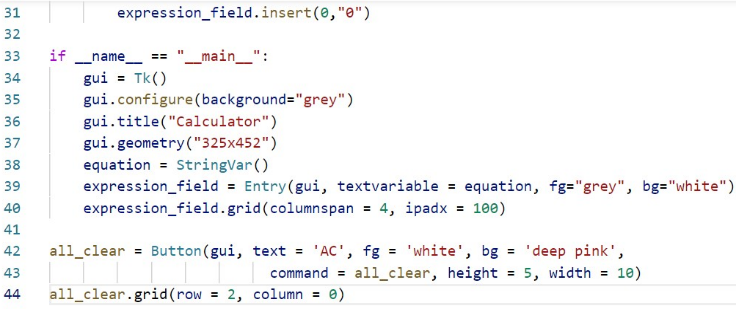 31 expression_field.insert(0,"0")
32
33 if __name__ == "__main__":
34 gui = Tk()
35 gui.configure(background="grey")
36 gui.title("Calculator")
37 gui.geometry("325x452")
38 equation = StringVar()
39 expression_field = Entry(gui, textvariable = equation, fg="grey", bg="white")
40 expression_field.grid(columnspan = 4, ipadx = 100)
41
42 all_clear = Button(gui, text = 'AC', fg = 'white', bg = 'deep pink',
43 command = all_clear, height = 5, width = 10)
44 all_clear.grid(row = 2, column = 0)